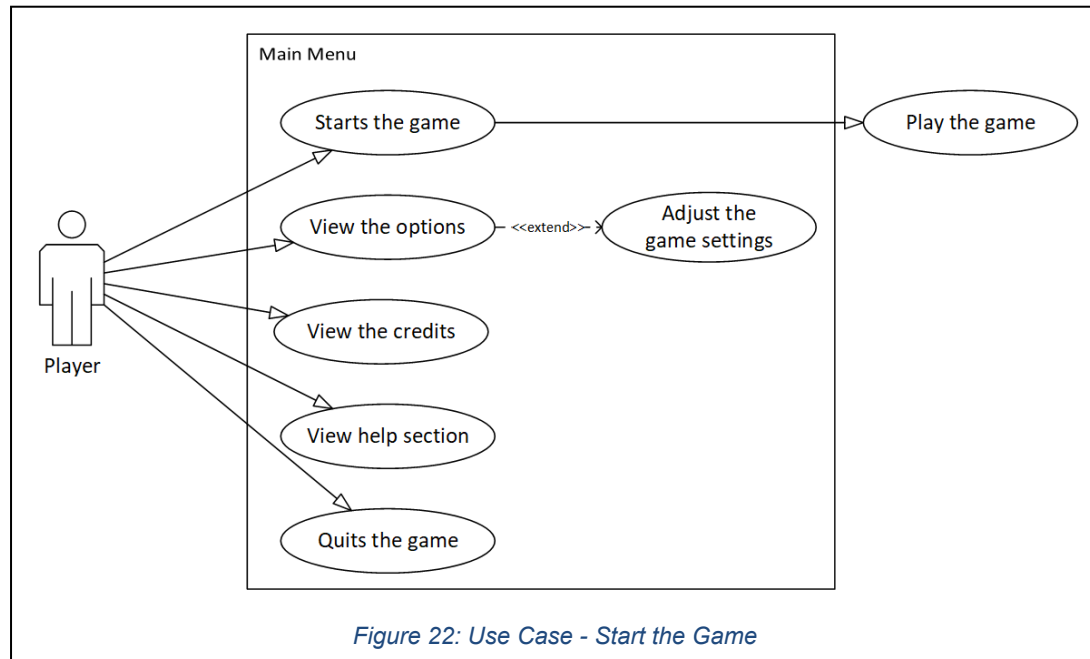 Main Menu
Starts the game
Play the game
View the options
<<extend>>
Adjust the
game settings
View the credits
Player
View help section
Quits the game
Figure 22: Use Case - Start the Game